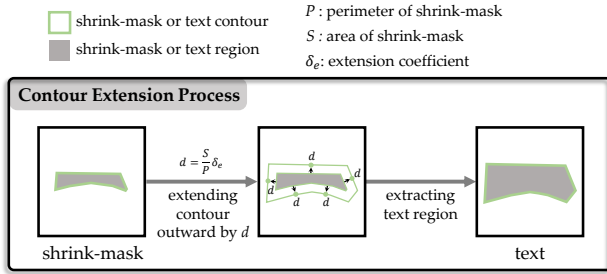 shrink-mask or text contour
shrink-mask or text region
P : perimeter of shrink-mask
S : area of shrink-mask
δₑ: extension coefficient
Contour Extension Process
d = S/P δₑ
extending
contour
outward by d
d
d
d
d
d
extracting
text region
shrink-mask
text